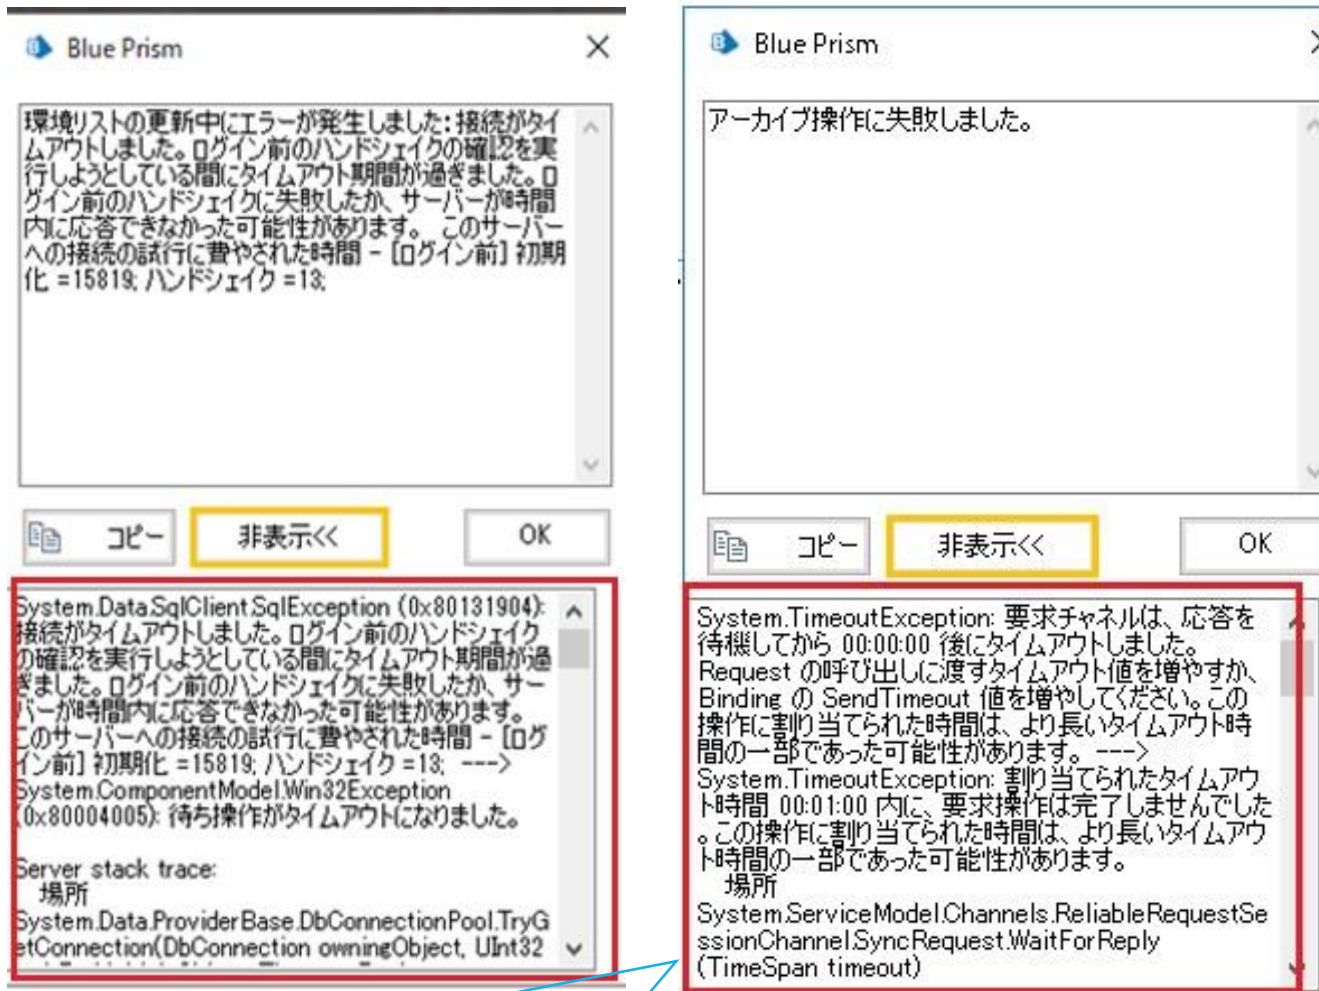 Blue Prism
環境リストの更新中にエラーが発生しました: 接続がタイ
ムアウトしました。ログイン前のハンドシェイクの確認を実
行しようとしている間にタイムアウト期間が過ぎました。ロ
グイン前のハンドシェイクに失敗したか、サーバーが時間
内に応答できなかった可能性があります。 このサーバー
への接続の試行に費やされた時間 - [ログイン前] 初期
化 =15819; ハンドシェイク =13;
コピー
非表示<<
OK
System.Data.SqlClient.SqlException (0x80131904):
接続がタイムアウトしました。ログイン前のハンドシェイク
の確認を実行しようとしている間にタイムアウト期間が過
ぎました。ログイン前のハンドシェイクに失敗したか、サー
バーが時間内に応答できなかった可能性があります。
このサーバーへの接続の試行に費やされた時間 - [ログ
イン前] 初期化 =15819; ハンドシェイク =13; --->
System.ComponentModel.Win32Exception
(0x80004005): 待ち操作がタイムアウトになりました。
Server stack trace:
場所
System.Data.ProviderBase.DbConnectionPool.TryG
etConnection(DbConnection owningObject, UInt32
Blue Prism
アーカイブ操作に失敗しました。
コピー
非表示<<
OK
System.TimeoutException: 要求チャネルは、応答を
待機してから 00:00:00 後にタイムアウトしました。
Request の呼び出しに渡すタイムアウト値を増やすか、
Binding の SendTimeout 値を増やしてください。この
操作に割り当てられた時間は、より長いタイムアウト時
間の一部であった可能性があります。 --->
System.TimeoutException: 割り当てられたタイムアウ
ト時間 00:01:00 内に、要求操作は完了しませんでした
。この操作に割り当てられた時間は、より長いタイムアウ
ト時間の一部であった可能性があります。
場所
System.ServiceModel.Channels.ReliableRequestSe
ssionChannel.SyncRequest.WaitForReply
(TimeSpan timeout)